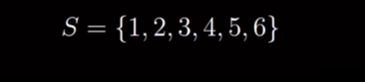 S = {1, 2, 3, 4, 5, 6}